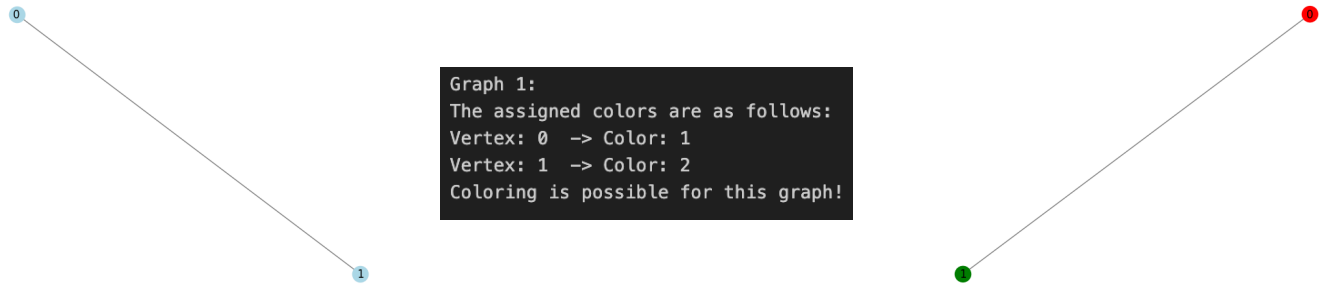 0
1
Graph 1:
The assigned colors are as follows:
Vertex: 0  -> Color: 1
Vertex: 1  -> Color: 2
Coloring is possible for this graph!
0
1